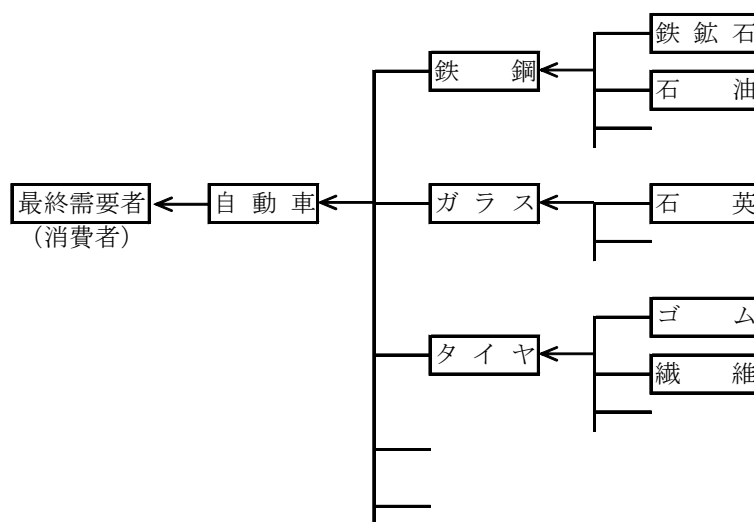 鉄鉱石
鉄鋼
石油
最終需要者
（消費者）
自動車
ガラス
石英
ゴム
タイヤ
繊維